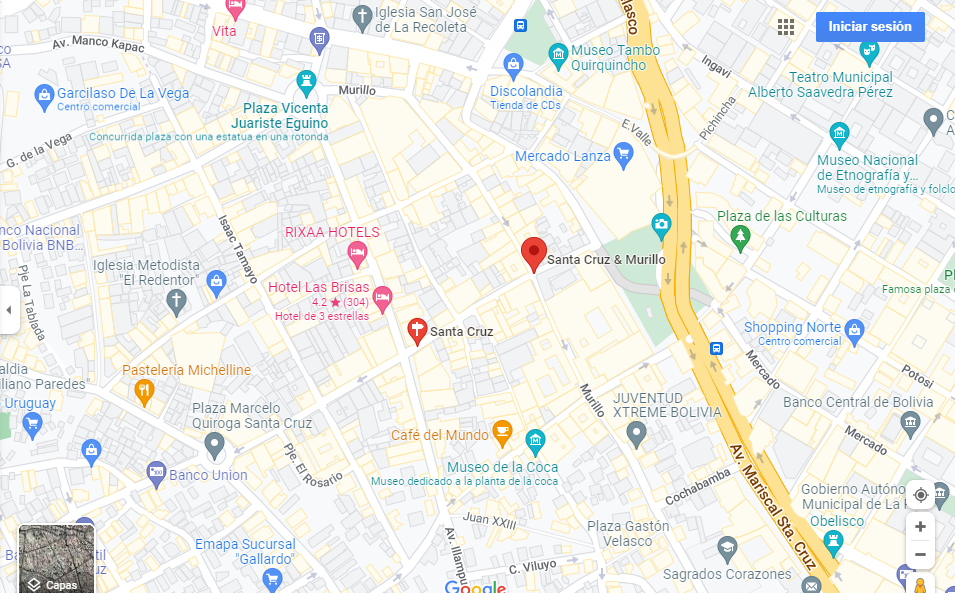 Vita
Iglesia San José
de La Recoleta
Iniciar sesión
Av. Manco Kapac
Museo Tambo
Quirquincho
Ingavi
Teatro Municipal
Alberto Saavedra Pérez
Garcilaso De La Vega
Centro comercial
Murillo
Discolandia
Tienda de CDs
Plaza Vicenta
Juariste Eguino
Concurrida plaza con una estatua en una rotonda
E.Valle
Pichincha
G. de la Vega
Mercado Lanza
Museo Nacional
de Etnografía y...
Museo de etnografía y folclo
Plaza de las Culturas
Isaac Tamayo
RIXAA HOTELS
nco Nacional
Bolivia BNB...
Santa Cruz & Murillo
Iglesia Metodista
"El Redentor"
Pje La Tablada
Hotel Las Brisas
4.2 ★ (304)
Hotel de 3 estrellas
Famosa plaza
Santa Cruz
Shopping Norte
Centro comercial
Mercado
Pastelería Michelline
aldia
iliano Paredes"
Potosi
Uruguay
Plaza Marcelo
Quiroga Santa Cruz
Murillo
JUVENTUD
XTREME BOLIVIA
Banco Central de Bolivia
Café del Mundo
Mercado
Pje. El Rosario
Museo de la Coca
Museo dedicado a la planta de la coca
Banco Union
Av. Mariscal Sta. Cruz
Cochabamba
Gobierno Autóno
Municipal de La P
Obelisco
Juan XXIII
Plaza Gastón
Velasco
Emapa Sucursal
"Gallardo"
Av. Illampu
C. Viluyo
Sagrados Corazones
Capas
Google